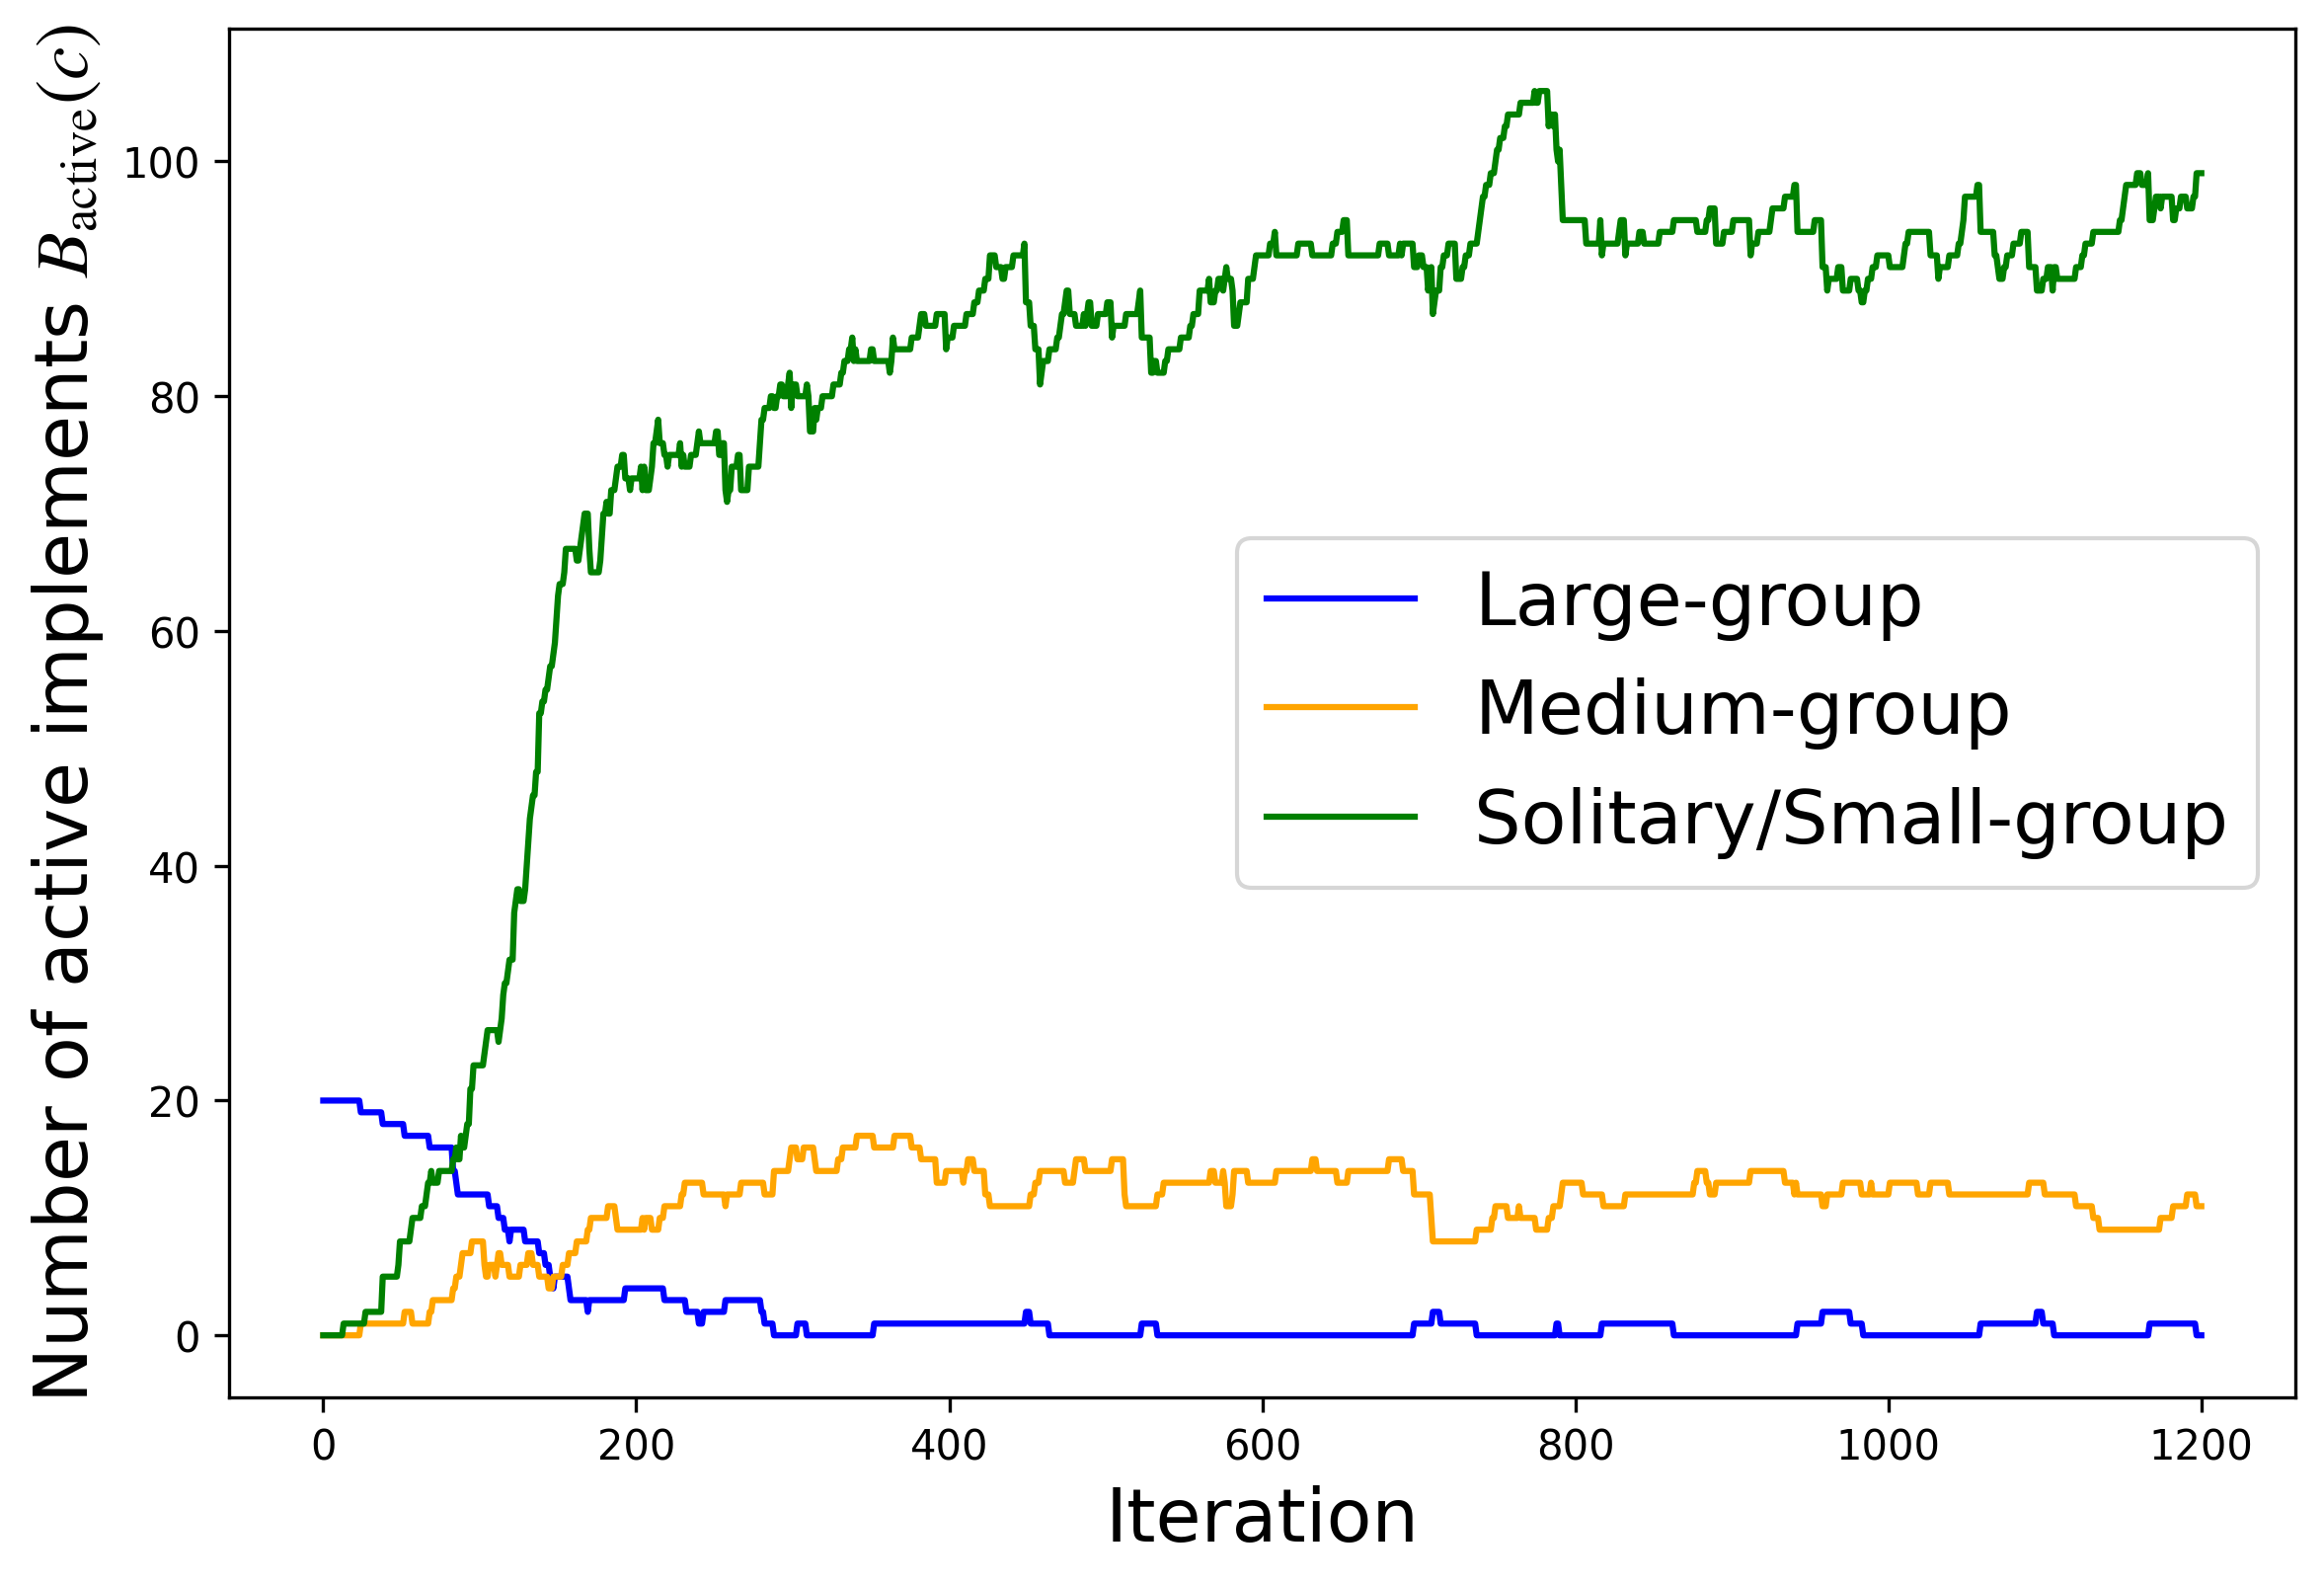 Number of active implements B_active(c)
100
80
60
40
20
0
Large-group
Medium-group
Solitary/Small-group
0 200 400 600 800 1000 1200
Iteration